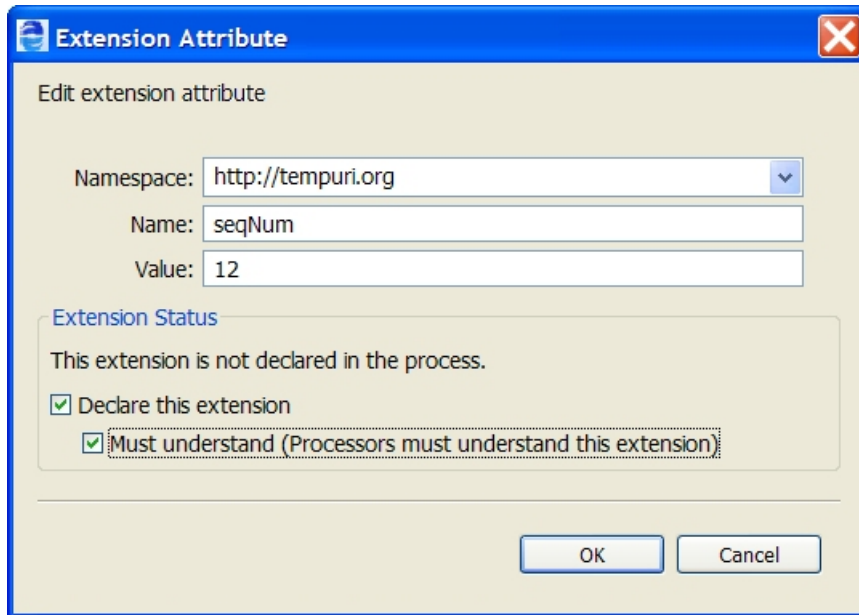 Extension Attribute
Edit extension attribute
Namespace: http://tempuri.org
Name: seqNum
Value: 12
Extension Status
This extension is not declared in the process.
Declare this extension
Must understand (Processors must understand this extension)
OK Cancel